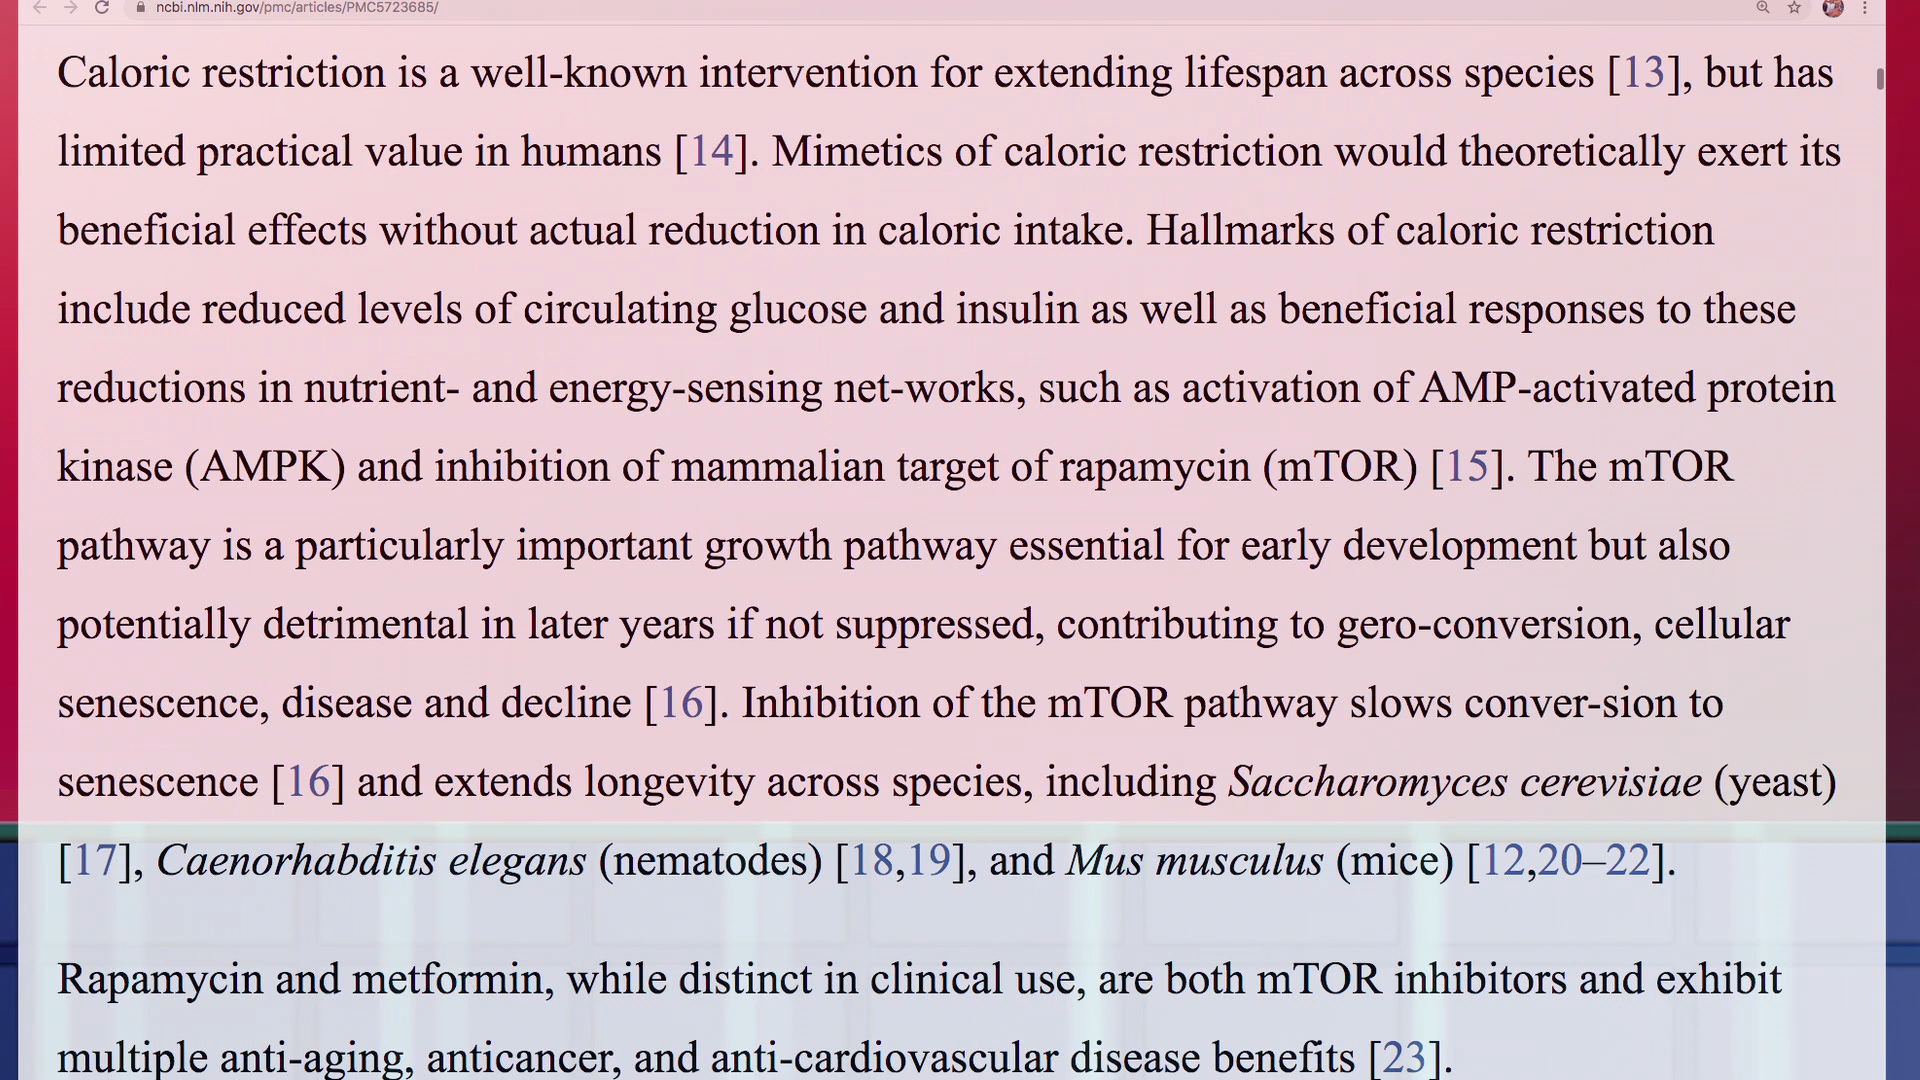 ncbi.nlm.nih.gov/pmc/articles/PMC5723685/
Caloric restriction is a well-known intervention for extending lifespan across species [13], but has
limited practical value in humans [14]. Mimetics of caloric restriction would theoretically exert its
beneficial effects without actual reduction in caloric intake. Hallmarks of caloric restriction
include reduced levels of circulating glucose and insulin as well as beneficial responses to these
reductions in nutrient- and energy-sensing net-works, such as activation of AMP-activated protein
kinase (AMPK) and inhibition of mammalian target of rapamycin (mTOR) [15]. The mTOR
pathway is a particularly important growth pathway essential for early development but also
potentially detrimental in later years if not suppressed, contributing to gero-conversion, cellular
senescence, disease and decline [16]. Inhibition of the mTOR pathway slows conver-sion to
senescence [16] and extends longevity across species, including Saccharomyces cerevisiae (yeast)
[17], Caenorhabditis elegans (nematodes) [18,19], and Mus musculus (mice) [12,20–22].
Rapamycin and metformin, while distinct in clinical use, are both mTOR inhibitors and exhibit
multiple anti-aging, anticancer, and anti-cardiovascular disease benefits [23].